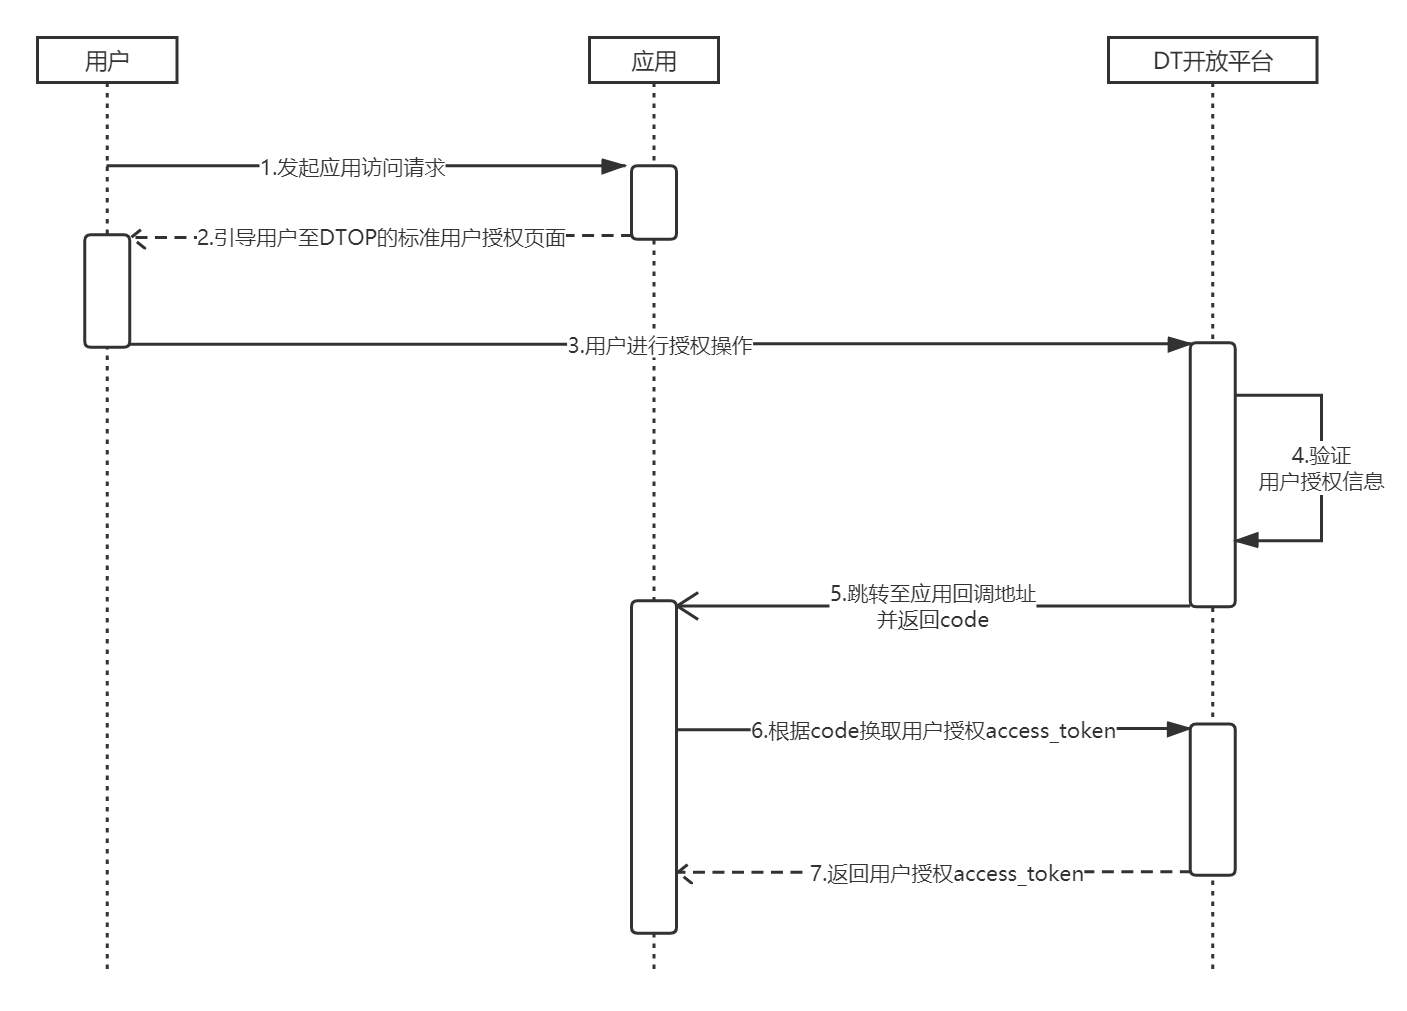 用户
应用
DT开放平台
1.发起应用访问请求
2.引导用户至DTOP的标准用户授权页面
3.用户进行授权操作
4.验证
用户授权信息
5.跳转至应用回调地址
并返回code
6.根据code换取用户授权access_token
7.返回用户授权access_token